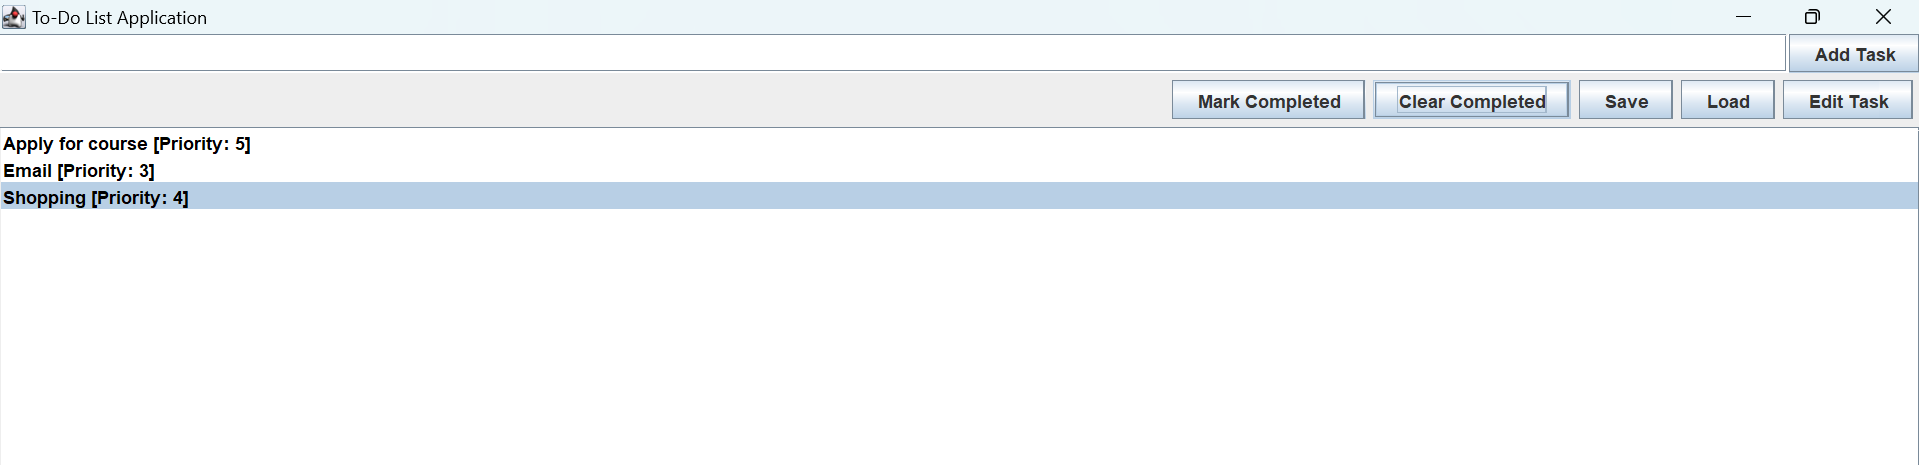 To-Do List Application
Add Task
Mark Completed Clear Completed Save Load Edit Task
Apply for course [Priority: 5]
Email [Priority: 3]
Shopping [Priority: 4]